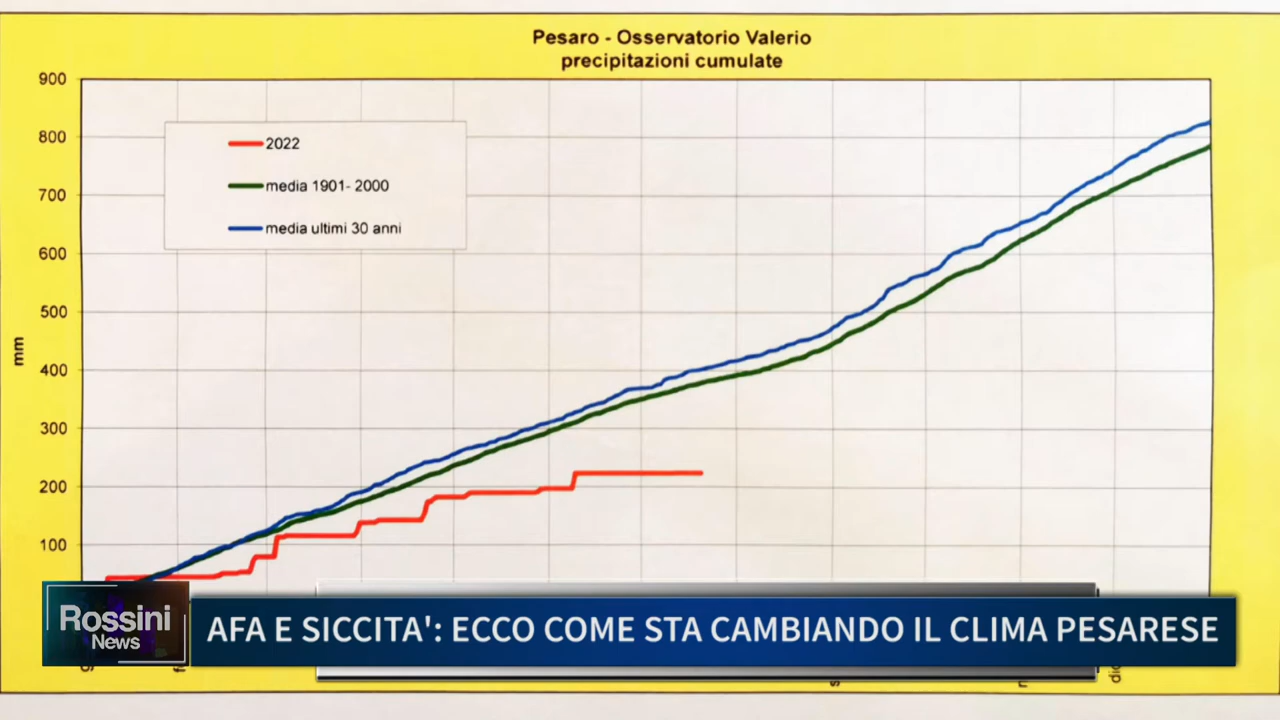 Pesaro - Osservatorio Valerio
precipitazioni cumulate
900
800
700
600
500
400
300
200
100
mm
2022
media 1901- 2000
media ultimi 30 anni
Rossini
News
AFA E SICCITA': ECCO COME STA CAMBIANDO IL CLIMA PESARESE